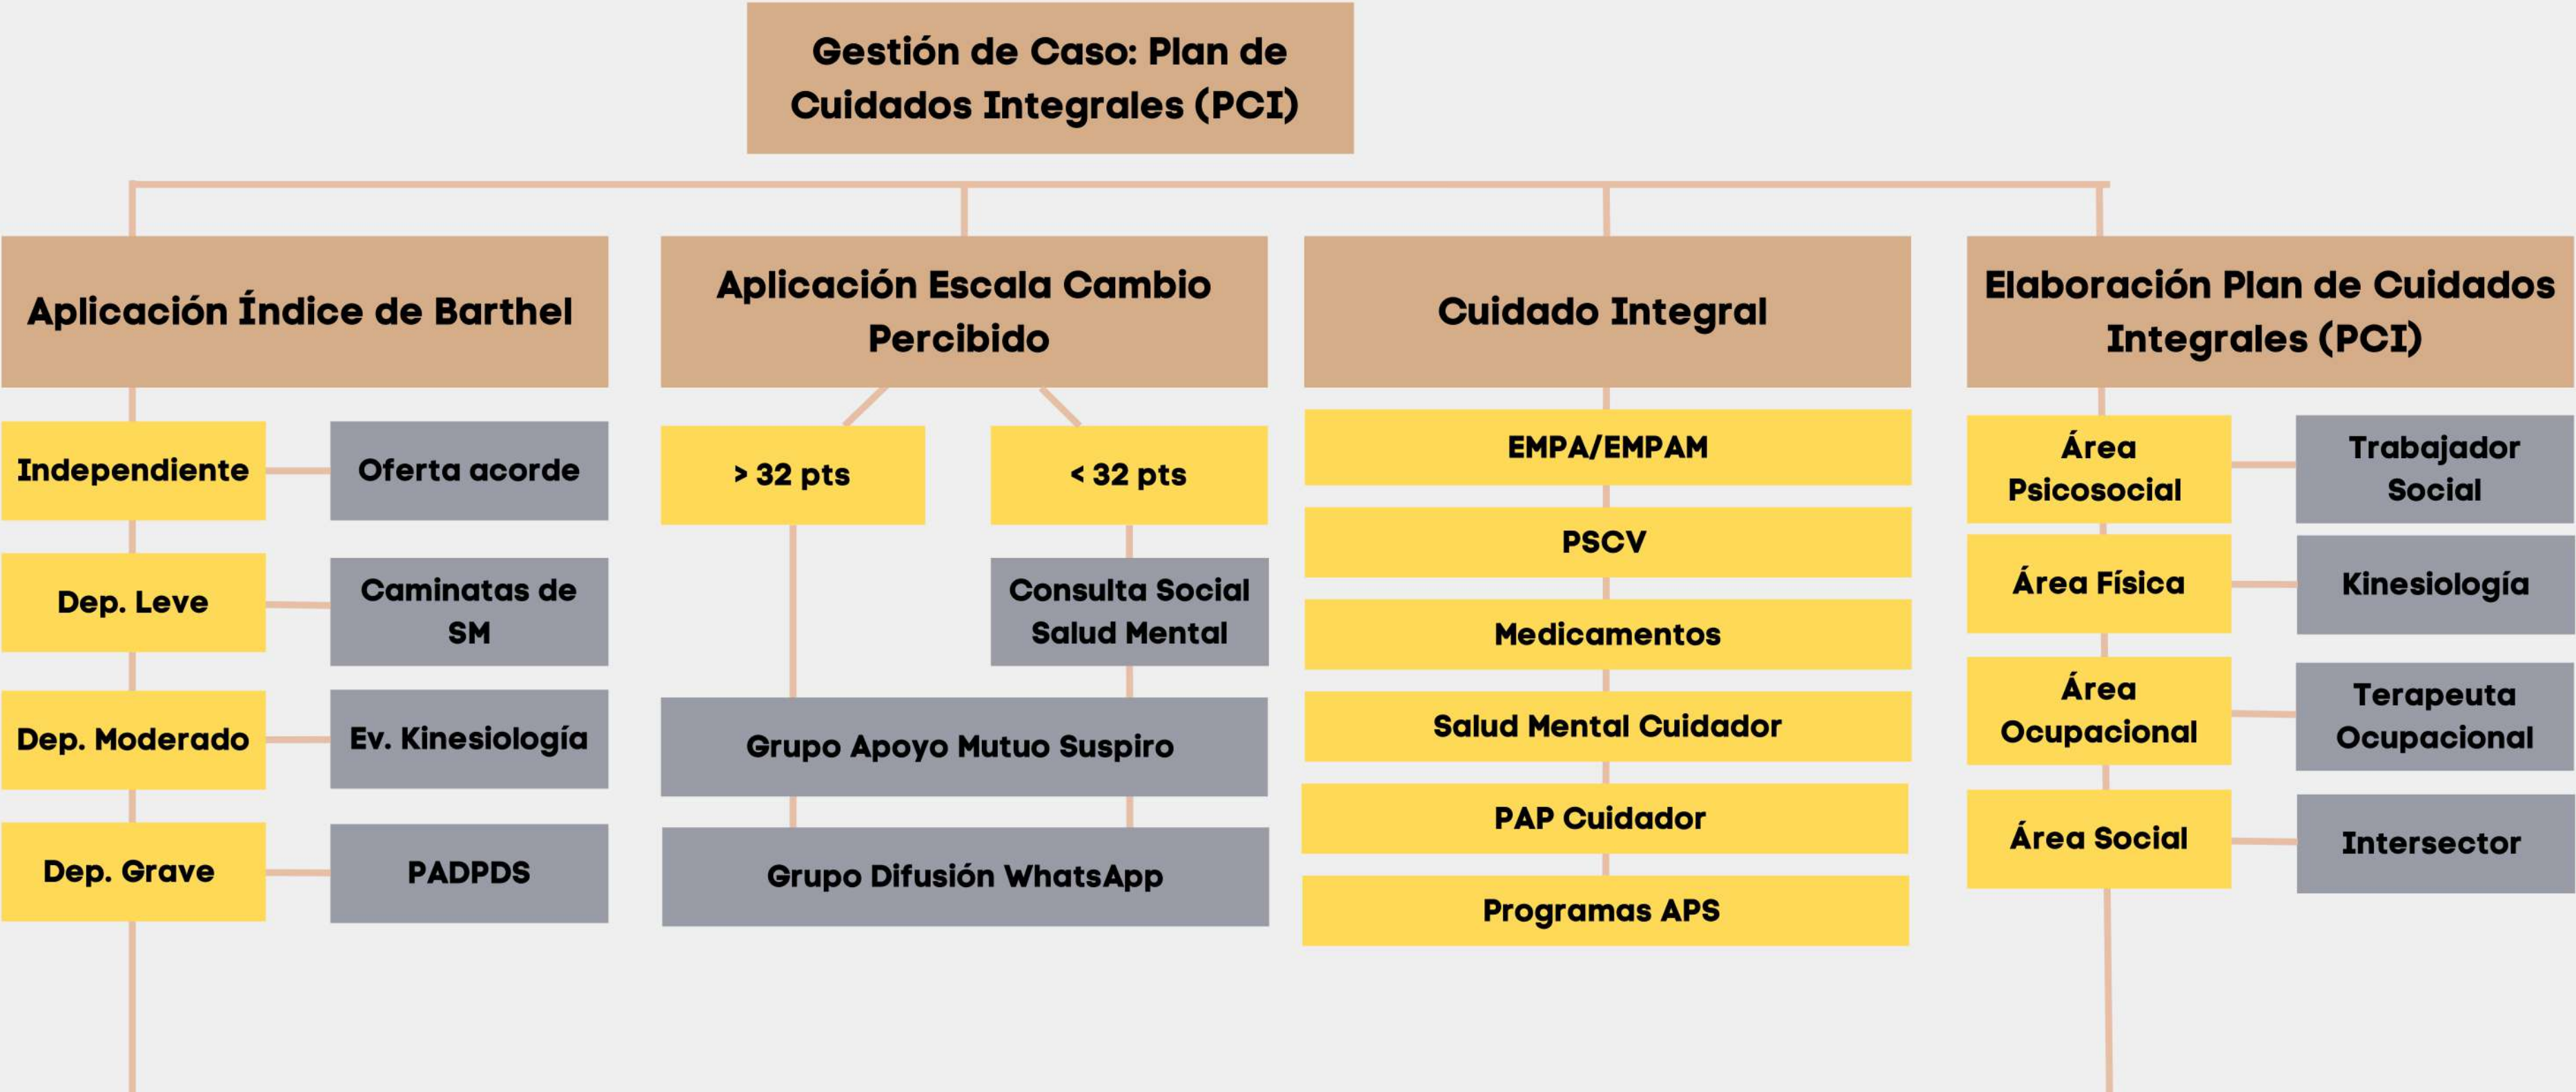 Gestión de Caso: Plan de
Cuidados Integrales (PCI)
Aplicación Índice de Barthel
Independiente
Oferta acorde
Dep. Leve
Caminatas de
SM
Dep. Moderado
Ev. Kinesiología
Dep. Grave
PADPDS
Aplicación Escala Cambio
Percibido
> 32 pts
< 32 pts
Consulta Social
Salud Mental
Grupo Apoyo Mutuo Suspiro
Grupo Difusión WhatsApp
Cuidado Integral
EMPA/EMPAM
PSCV
Medicamentos
Salud Mental Cuidador
PAP Cuidador
Programas APS
Elaboración Plan de Cuidados
Integrales (PCI)
Área
Psicosocial
Trabajador
Social
Área Física
Kinesiología
Área
Ocupacional
Terapeuta
Ocupacional
Área Social
Intersector